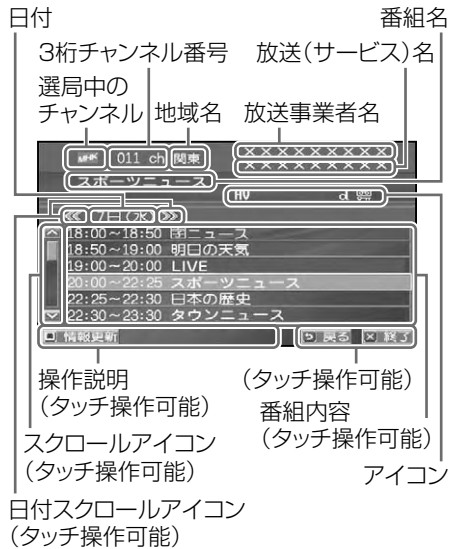 日付
番組名
3桁チャンネル番号
放送（サービス）名
選局中の
チャンネル
地域名
放送事業者名
NHK 011 ch 関東
××××××××××
××××××××××
スポーツニュース
HV d
≪ 7日(水) ≫
18:00～18:50 ニュース
18:50～19:00 明日の天気
19:00～20:00 LIVE
20:00～22:25 スポーツニュース
22:25～22:30 日本の歴史
22:30～23:30 タウンニュース
情報更新
戻る
終了
操作説明
（タッチ操作可能）
（タッチ操作可能）
番組内容
（タッチ操作可能）
スクロールアイコン
（タッチ操作可能）
アイコン
日付スクロールアイコン
（タッチ操作可能）